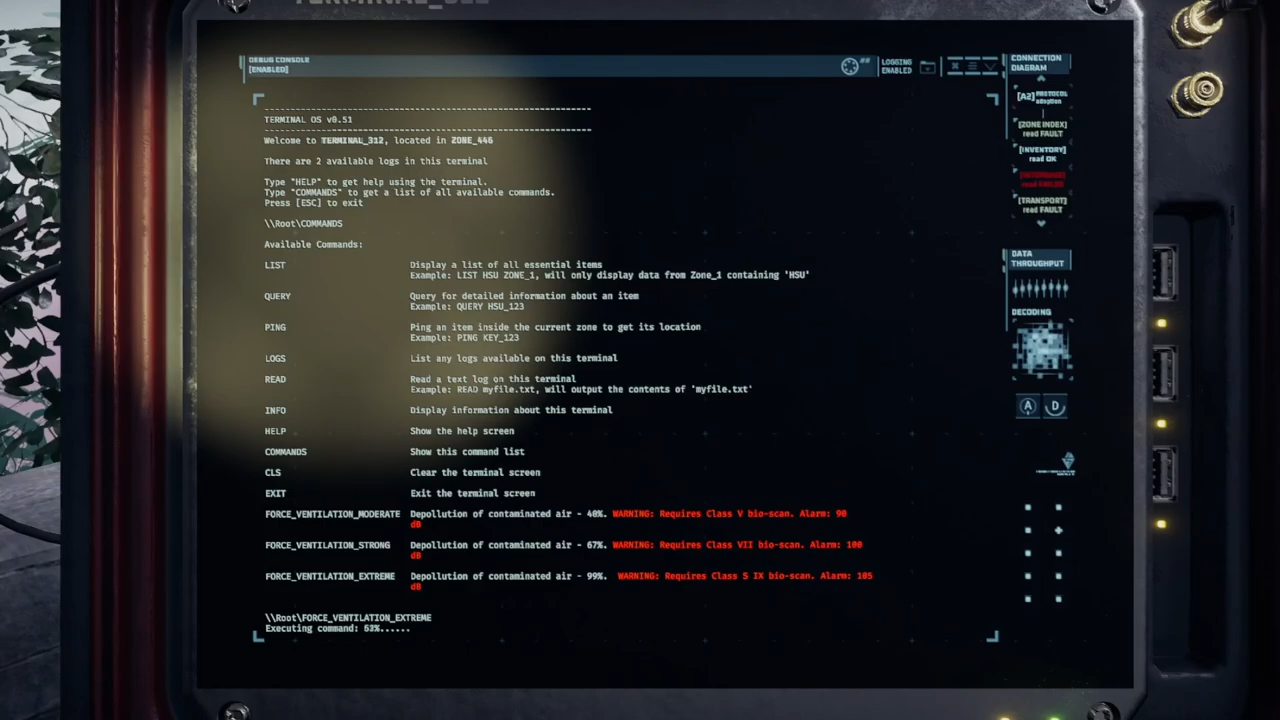 DEBUG CONSOLE
[ENABLED]
LOGGING
ENABLED
CONNECTION
DIAGRAM
[A2] PROTOCOL
adoption
[ZONE INDEX]
read FAULT
[INVENTORY]
read OK
read FAILED
[TRANSPORT]
read FAULT
DATA
THROUGHPUT
DECODING
A D
--------------------------------------------------------------
TERMINAL OS v0.51
--------------------------------------------------------------
Welcome to TERMINAL_312, located in ZONE_446
There are 2 available logs in this terminal
Type "HELP" to get help using the terminal.
Type "COMMANDS" to get a list of all available commands.
Press [ESC] to exit
\\Root\COMMANDS
Available Commands:
LIST Display a list of all essential items
Example: LIST HSU ZONE_1, will only display data from Zone_1 containing 'HSU'
QUERY Query for detailed information about an item
Example: QUERY HSU_123
PING Ping an item inside the current zone to get its location
Example: PING KEY_123
LOGS List any logs available on this terminal
READ Read a text log on this terminal
Example: READ myfile.txt, will output the contents of 'myfile.txt'
INFO Display information about this terminal
HELP Show the help screen
COMMANDS Show this command list
CLS Clear the terminal screen
EXIT Exit the terminal screen
FORCE_VENTILATION_MODERATE Depollution of contaminated air - 40%. WARNING: Requires Class V bio-scan. Alarm: 90
dB
FORCE_VENTILATION_STRONG Depollution of contaminated air - 67%. WARNING: Requires Class VII bio-scan. Alarm: 100
dB
FORCE_VENTILATION_EXTREME Depollution of contaminated air - 99%. WARNING: Requires Class S IX bio-scan. Alarm: 105
dB
\\Root\FORCE_VENTILATION_EXTREME
Executing command: 53%......